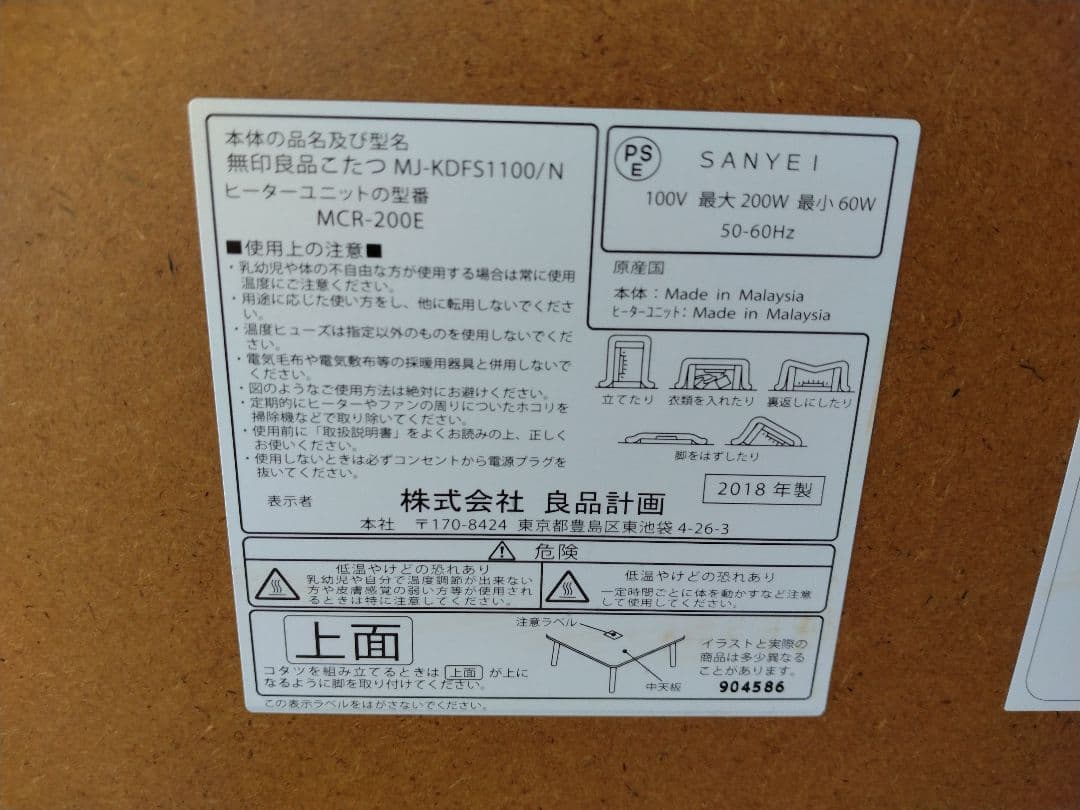 本体の品名及び型名
無印良品こたつ MJ-KDFS1100/N
ヒーターユニットの型番
MCR-200E
■使用上の注意■
・乳幼児や体の不自由な方が使用する場合は常に使用
温度にご注意ください。
・用途に応じた使い方をし、他に転用しないでくださ
い。
・温度ヒューズは指定以外のものを使用しないでくだ
さい。
・電気毛布や電気敷布等の採暖用器具と併用しないで
ください。
・図のようなご使用方法は絶対にお避けください。
・定期的にヒーターやファンの周りについたホコリを
掃除機などで取り除いてください。
・使用前に「取扱説明書」をよくお読みの上、正しく
お使いください。
・使用しないときは必ずコンセントから電源プラグを
抜いてください。
PS
E
SANYEI
100V 最大 200W 最小 60W
50-60Hz
原産国
本体：Made in Malaysia
ﾋｰﾀｰﾕﾆｯﾄ：Made in Malaysia
立てたり 衣類を入れたり 裏返しにしたり
脚をはずしたり
2018 年製
表示者 株式会社 良品計画
本社 〒170-8424 東京都豊島区東池袋 4-26-3
危険
低温やけどの恐れあり
乳幼児や自分で温度調節が出来ない
方や皮膚感覚の弱い方等が使用され
るときは特に注意してください。
低温やけどの恐れあり
一定時間ごとに体を動かすなど注意
して使用してください。
上面
コタツを組み立てるときは 上面 が上に
なるように脚を取り付けてください。
注意ラベル
中天板
イラストと実際の
商品は多少異なる
ことがあります。
904586
この表示ラベルをはがさないでください。